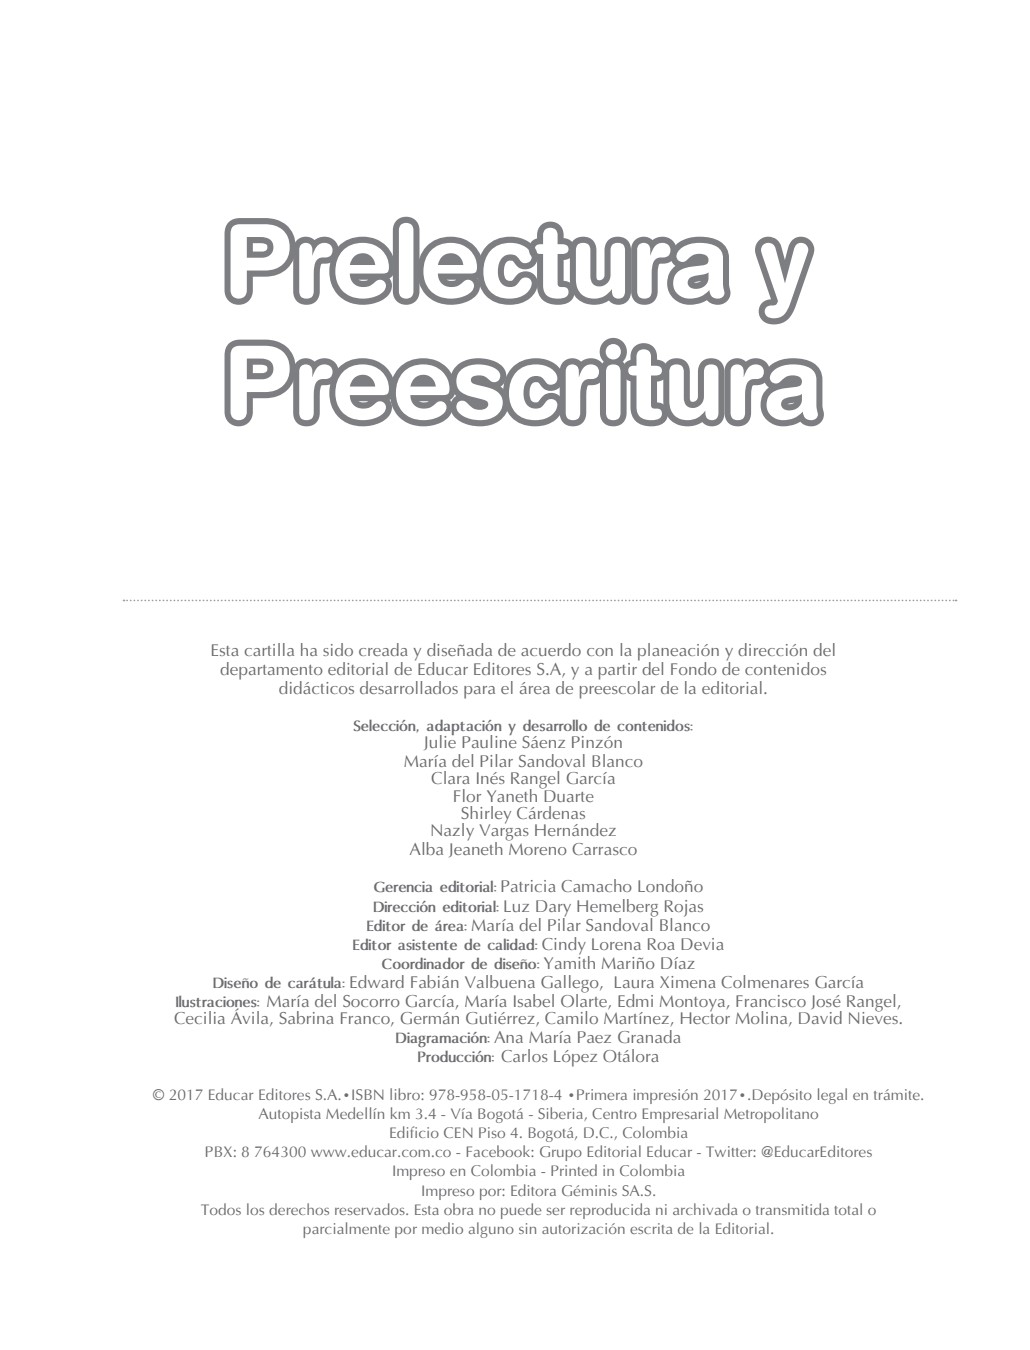 Prelectura y
Preescritura
Esta cartilla ha sido creada y diseñada de acuerdo con la planeación y dirección del
departamento editorial de Educar Editores S.A, y a partir del Fondo de contenidos
didácticos desarrollados para el área de preescolar de la editorial.
Selección, adaptación y desarrollo de contenidos:
Julie Pauline Sáenz Pinzón
María del Pilar Sandoval Blanco
Clara Inés Rangel García
Flor Yaneth Duarte
Shirley Cárdenas
Nazly Vargas Hernández
Alba Jeaneth Moreno Carrasco
Gerencia editorial: Patricia Camacho Londoño
Dirección editorial: Luz Dary Hemelberg Rojas
Editor de área: María del Pilar Sandoval Blanco
Editor asistente de calidad: Cindy Lorena Roa Devia
Coordinador de diseño: Yamith Mariño Díaz
Diseño de carátula: Edward Fabián Valbuena Gallego, Laura Ximena Colmenares García
Ilustraciones: María del Socorro García, María Isabel Olarte, Edmi Montoya, Francisco José Rangel,
Cecilia Ávila, Sabrina Franco, Germán Gutiérrez, Camilo Martínez, Hector Molina, David Nieves.
Diagramación: Ana María Paez Granada
Producción: Carlos López Otálora
© 2017 Educar Editores S.A.•ISBN libro: 978-958-05-1718-4 •Primera impresión 2017•.Depósito legal en trámite.
Autopista Medellín km 3.4 - Vía Bogotá - Siberia, Centro Empresarial Metropolitano
Edificio CEN Piso 4. Bogotá, D.C., Colombia
PBX: 8 764300 www.educar.com.co - Facebook: Grupo Editorial Educar - Twitter: @EducarEditores
Impreso en Colombia - Printed in Colombia
Impreso por: Editora Géminis SA.S.
Todos los derechos reservados. Esta obra no puede ser reproducida ni archivada o transmitida total o
parcialmente por medio alguno sin autorización escrita de la Editorial.